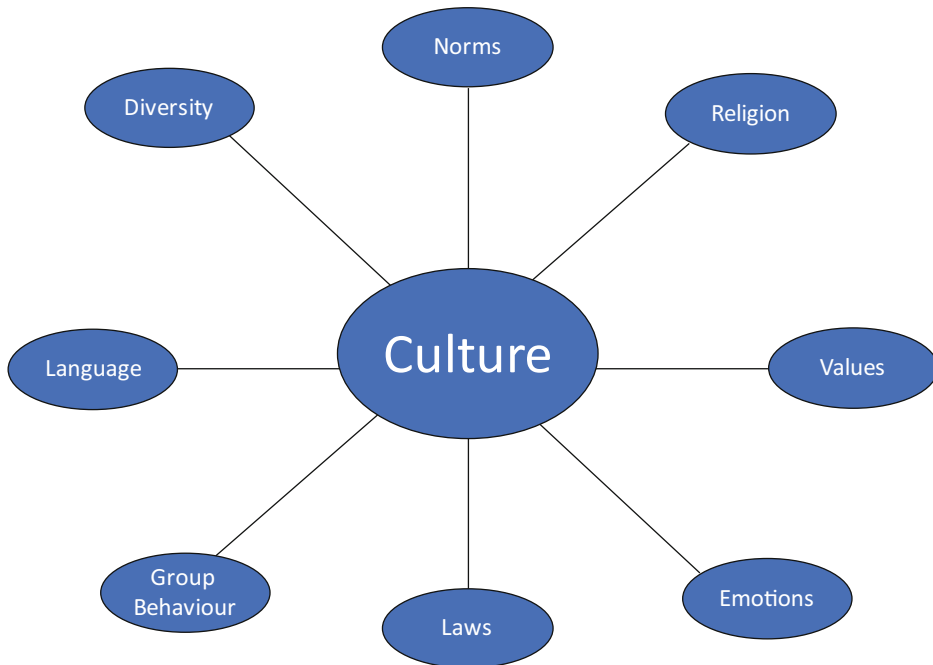 Norms
Diversity
Religion
Culture
Language
Values
Group
Behaviour
Emotions
Laws